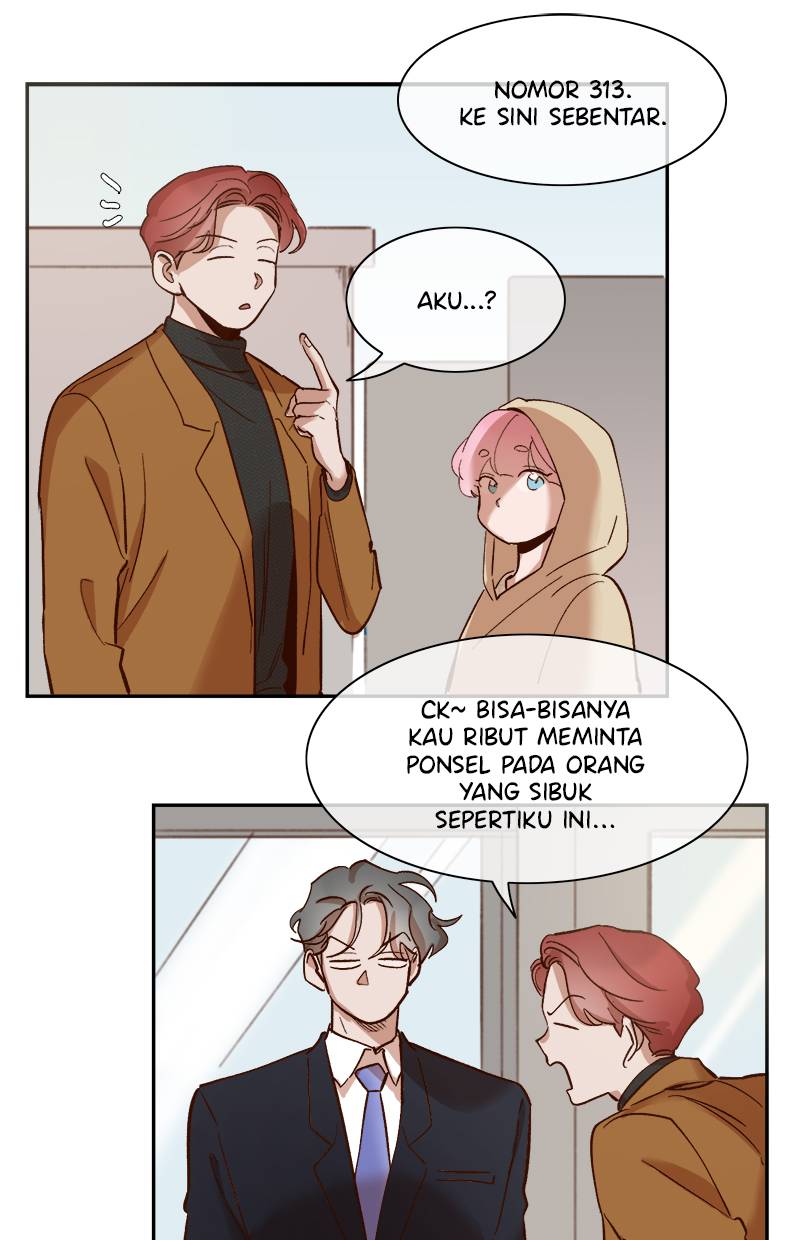 NOMOR 313.
KE SINI SEBENTAR.
AKU...?
CK~ BISA-BISANYA
KAU RIBUT MEMINTA
PONSEL PADA ORANG
YANG SIBUK
SEPERTIKU INI...